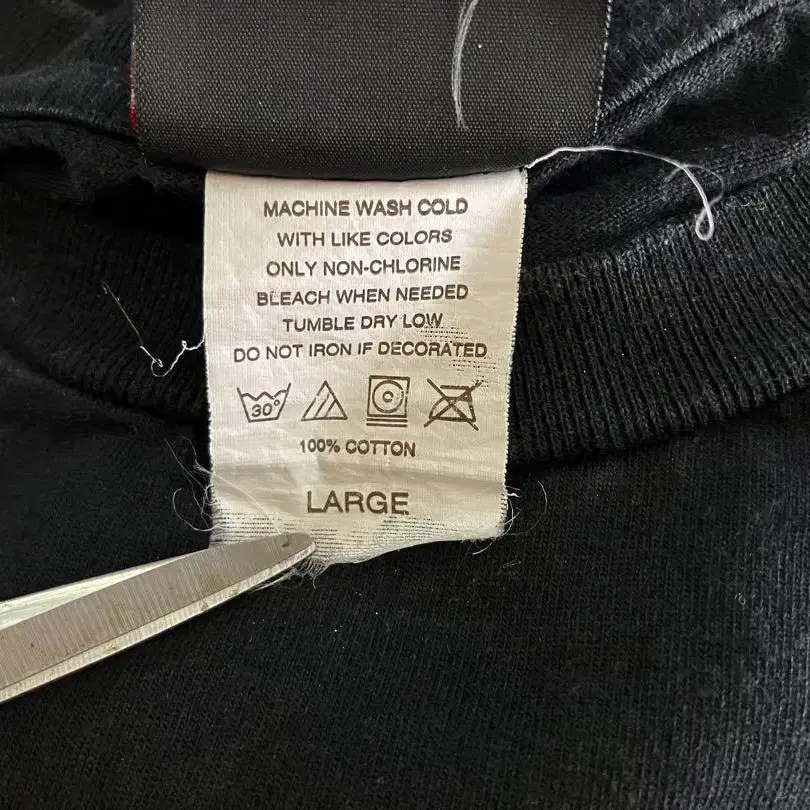 MACHINE WASH COLD
WITH LIKE COLORS
ONLY NON-CHLORINE
BLEACH WHEN NEEDED
TUMBLE DRY LOW
DO NOT IRON IF DECORATED
30°
100% COTTON
LARGE